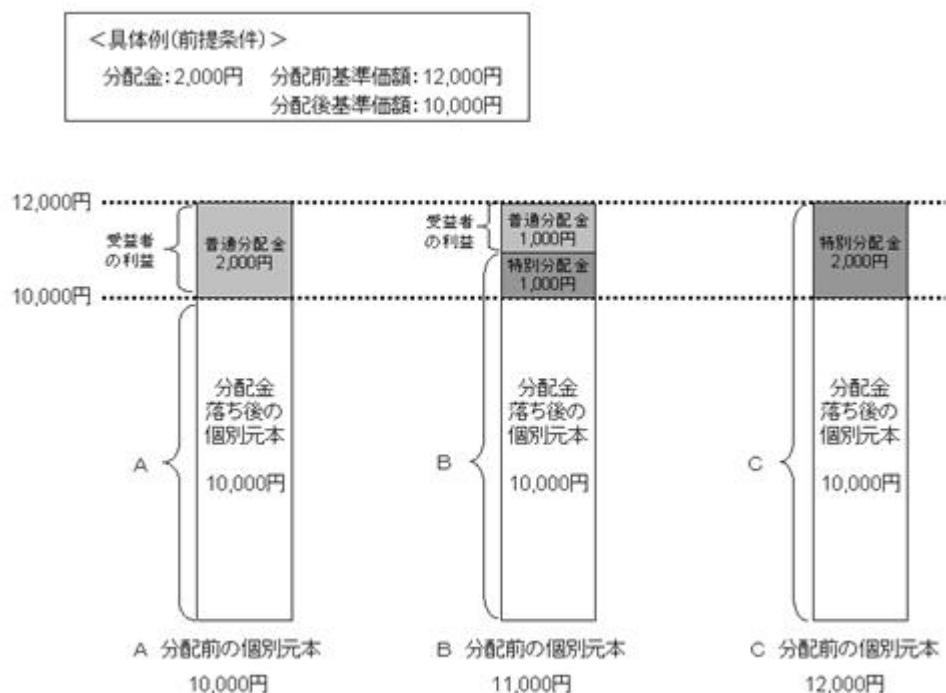 ＜具体例(前提条件)＞
分配金：2,000円 分配前基準価額：12,000円
分配後基準価額：10,000円
12,000円
受益者
の利益
普通分配金
2,000円
受益者
の利益
普通分配金
1,000円
特別分配金
1,000円
特別分配金
2,000円
10,000円
分配金
落ち後の
個別元本
10,000円
A
分配金
落ち後の
個別元本
10,000円
B
分配金
落ち後の
個別元本
10,000円
C
A 分配前の個別元本
10,000円
B 分配前の個別元本
11,000円
C 分配前の個別元本
12,000円